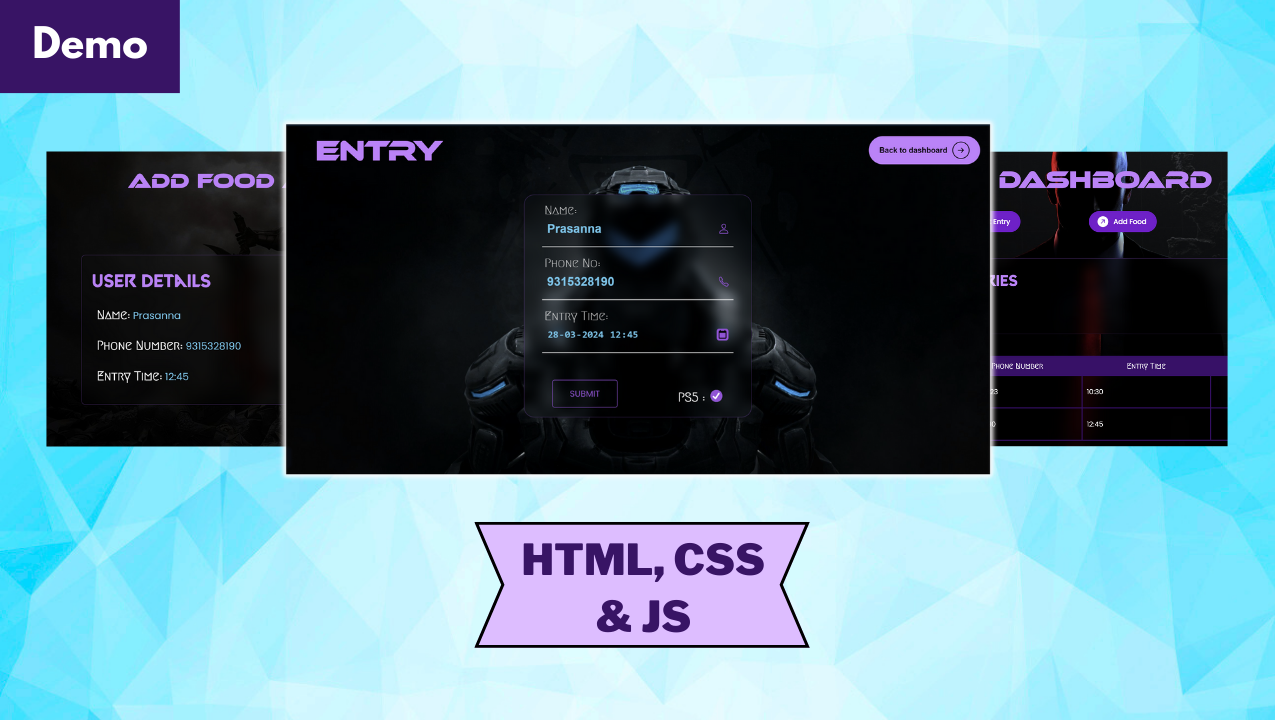 Demo
ADD FOOD
USER DETAILS
Name: Prasanna
Phone Number: 9315328190
Entry Time: 12:45
ENTRY
Back to dashboard
Name:
Prasanna
Phone No:
9315328190
Entry Time:
28-03-2024 12:45
SUBMIT
PS5 :
DASHBOARD
Entry
Add Food
Phone Number
Entry Time
10:30
12:45
HTML, CSS
& JS